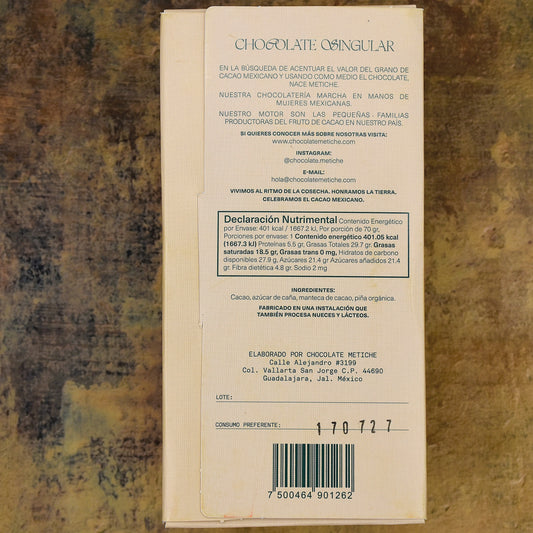 CHOCOLATE SINGULAR
EN LA BÚSQUEDA DE ACENTUAR EL VALOR DEL GRANO DE
CACAO MEXICANO Y USANDO COMO MEDIO EL CHOCOLATE,
NACE METICHE.
NUESTRA CHOCOLATERÍA MARCHA EN MANOS DE
MUJERES MEXICANAS.
NUESTRO MOTOR SON LAS PEQUEÑAS FAMILIAS
PRODUCTORAS DEL FRUTO DE CACAO EN NUESTRO PAÍS.
SI QUIERES CONOCER MÁS SOBRE NOSOTRAS VISITA:
www.chocolatemetiche.com
INSTAGRAM:
@chocolate.metiche
E-MAIL:
hola@chocolatemetiche.com
VIVIMOS AL RITMO DE LA COSECHA. HONRAMOS LA TIERRA.
CELEBRAMOS EL CACAO MEXICANO.
Declaración Nutrimental Contenido Energético
por Envase: 401 kcal / 1667.2 kJ, Por porción de 70 gr,
Porciones por envase: 1 Contenido energético 401.05 kcal
(1667.3 kJ) Proteínas 5.5 gr, Grasas Totales 29.7 gr. Grasas
saturadas 18.5 gr, Grasas trans 0 mg, Hidratos de carbono
disponibles 27.9 g, Azúcares 21.4 gr Azúcares añadidos 21.4
gr. Fibra dietética 4.8 gr. Sodio 2 mg
INGREDIENTES:
Cacao, azúcar de caña, manteca de cacao, piña orgánica.
FABRICADO EN UNA INSTALACIÓN QUE
TAMBIÉN PROCESA NUECES Y LÁCTEOS.
ELABORADO POR CHOCOLATE METICHE
Calle Alejandro #3199
Col. Vallarta San Jorge C.P. 44690
Guadalajara, Jal. México
LOTE:
CONSUMO PREFERENTE: 170727
7 500464 901262